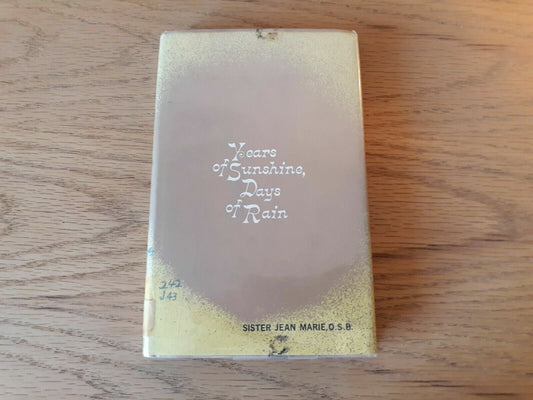 Years
of Sunshine,
Days
of Rain
242
J43
SISTER JEAN MARIE, O.S.B.